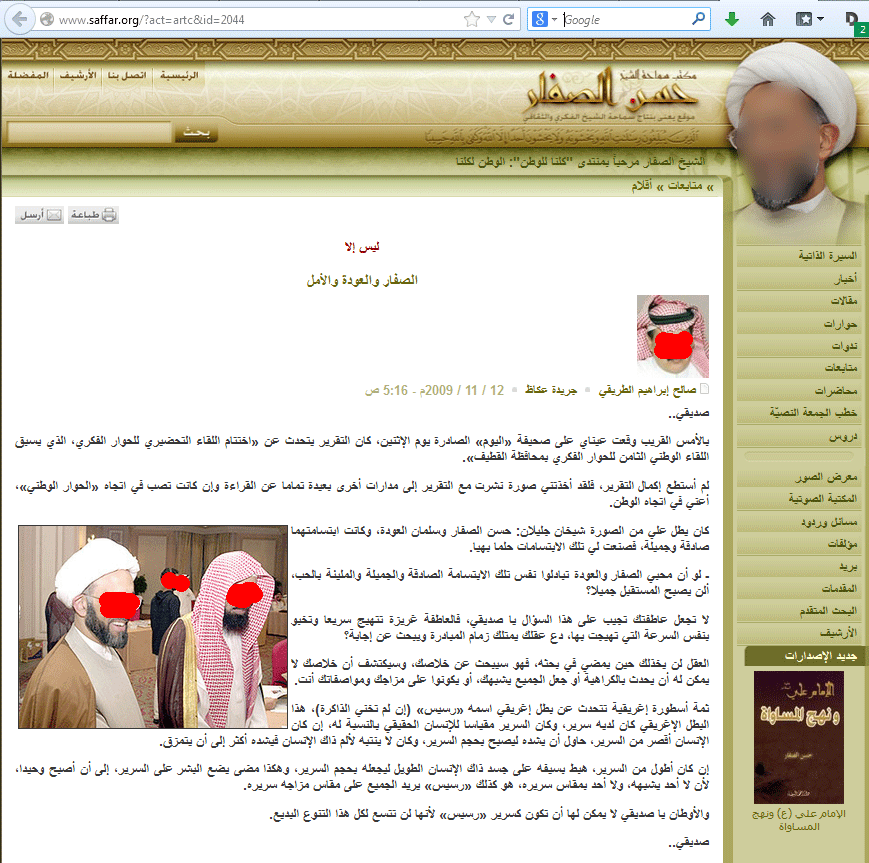 www.saffar.org/?act=artc&id=2044
Google
2
الرئيسية
اتصل بنا
الأرشيف
المفضلة
مكتب سماحة الشيخ
حسن الصفار
موقع يعنى بنتاج سماحة الشيخ الفكري والثقافي
بحث
الشيخ الصفار مرحباً بمنتدى "كلنا للوطن": الوطن لكلنا
» متابعات » أقلام
طباعة
أرسل
ليس إلا
الصفار والعودة والأمل
صالح إبراهيم الطريقي
جريدة عكاظ
12 / 11 / 2009م - 5:16 ص
صديقي..
بالأمس القريب وقعت عيناي على صحيفة «اليوم» الصادرة يوم الإثنين، كان التقرير يتحدث عن «اختتام اللقاء التحضيري للحوار الفكري، الذي يسبق
اللقاء الوطني الثامن للحوار الفكري بمحافظة القطيف».
لم أستطع إكمال التقرير، فلقد أخذتني صورة نشرت مع التقرير إلى مدارات أخرى بعيدة تماما عن القراءة وإن كانت تصب في اتجاه «الحوار الوطني»،
أعني في اتجاه الوطن.
كان يطل علي من الصورة شيخان جليلان: حسن الصفار وسلمان العودة، وكانت ابتسامتهما
صادقة وجميلة، فصنعت لي تلك الابتسامات حلما بهيا.
ـ لو أن محبي الصفار والعودة تبادلوا نفس تلك الابتسامة الصادقة والجميلة والمليئة بالحب،
ألن يصبح المستقبل جميلا؟
لا تجعل عاطفتك تجيب على هذا السؤال يا صديقي، فالعاطفة غريزة تتهيج سريعا وتخبو
بنفس السرعة التي تهيجت بها، دع عقلك يمتلك زمام المبادرة ويبحث عن إجابة؟
العقل لن يخذلك حين يمضي في بحثه، فهو سيبحث عن خلاصك، وسيكتشف أن خلاصك لا
يمكن له أن يحدث بالكراهية أو جعل الجميع يشبهك، أو يكونوا على مزاجك ومواصفاتك أنت.
ثمة أسطورة إغريقية تتحدث عن بطل إغريقي اسمه «رسيس» (إن لم تخني الذاكرة)، هذا
البطل الإغريقي كان لديه سرير، وكان السرير مقياسا للإنسان الحقيقي بالنسبة له، إن كان
الإنسان أقصر من السرير، حاول أن يشده ليصبح بحجم السرير، وكان لا ينتبه لألم ذاك الإنسان فيشده أكثر إلى أن يتمزق.
إن كان أطول من السرير، هبط بسيفه على جسد ذاك الإنسان الطويل ليجعله بحجم السرير، وهكذا مضى يضع البشر على السرير، إلى أن أصبح وحيدا،
لأن لا أحد يشبهه، ولا أحد بمقاس سريره، هو كذلك «رسيس» يريد الجميع على مقاس مزاجه سريره.
والأوطان يا صديقي لا يمكن لها أن تكون كسرير «رسيس» لأنها لن تتسع لكل هذا التنوع البديع.
صديقي..
السيرة الذاتية
أخبار
مقالات
حوارات
ندوات
متابعات
محاضرات
خطب الجمعة النصيّة
دروس
معرض الصور
المكتبة الصوتية
مسائل وردود
مؤلفات
بريد
المقدمات
البحث المتقدم
الأرشيف
جديد الإصدارات
الإمام علي
ونهج المساواة
حسن الصفار
الإمام علي (ع) ونهج
المساواة